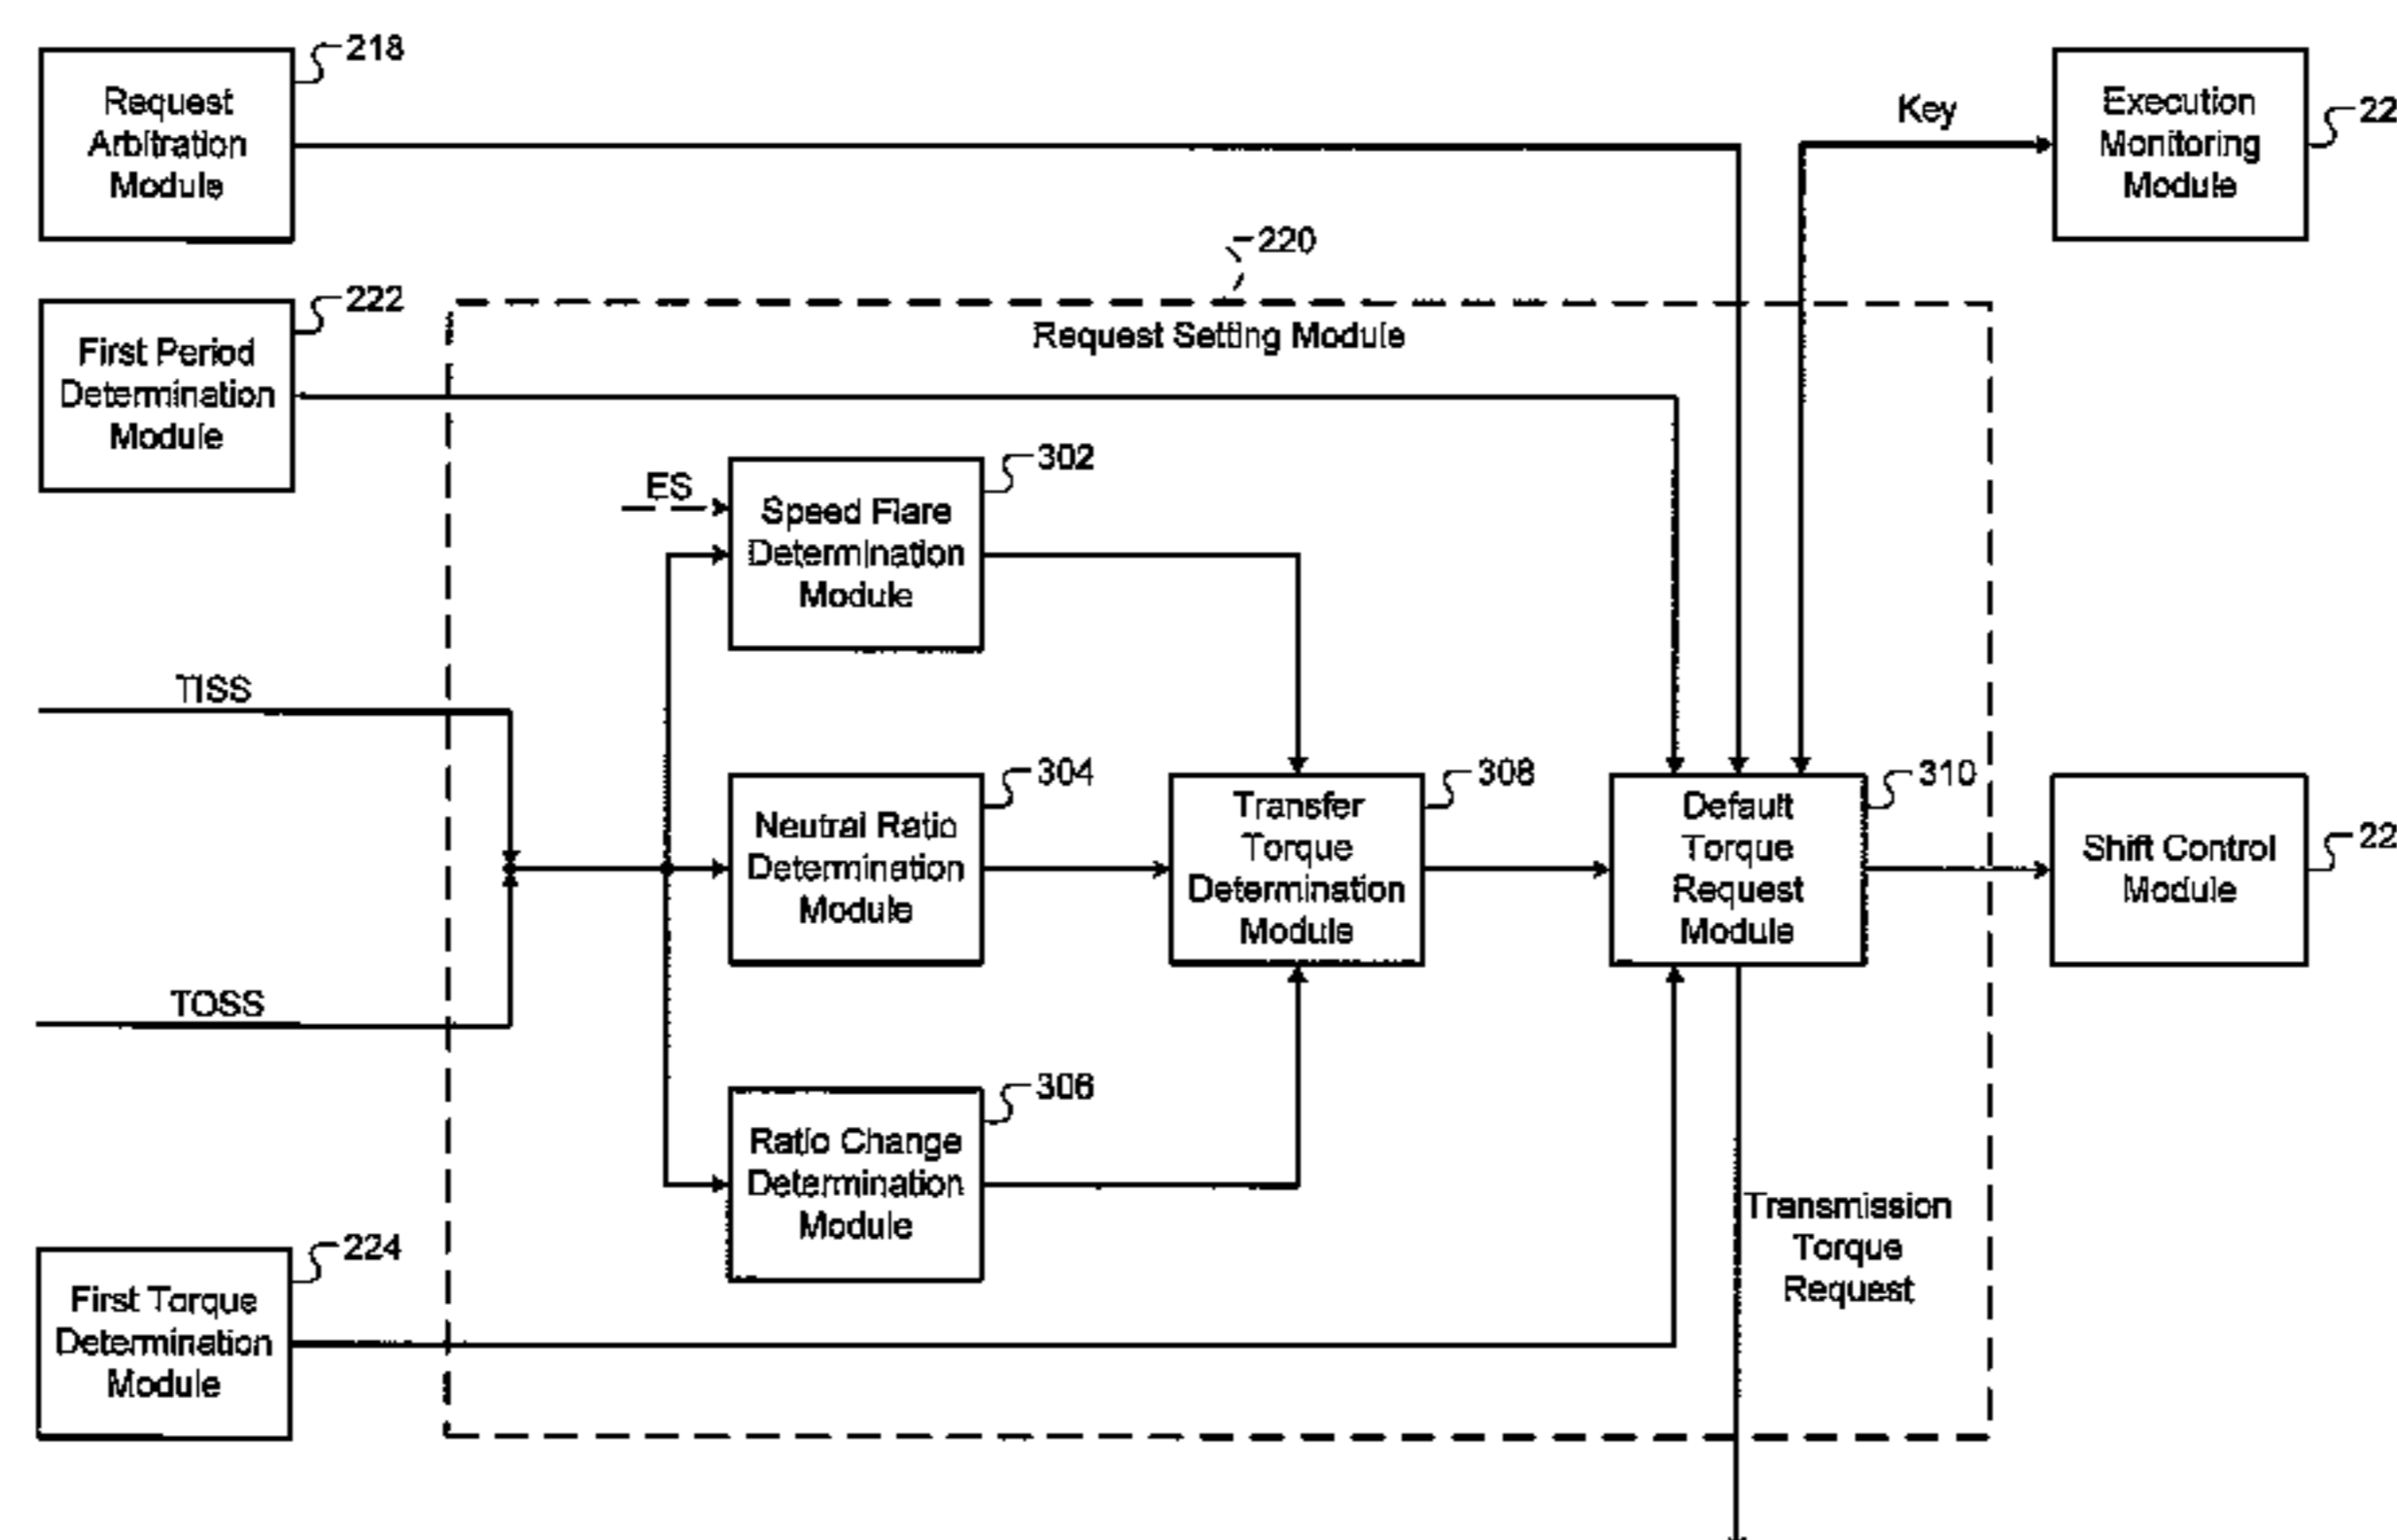 218
Request
Arbitration
Module
Key
Execution
Monitoring
Module
22
220
222
First Period
Determination
Module
Request Setting Module
302
ES
Speed Flare
Determination
Module
TISS
304
Neutral Ratio
Determination
Module
308
Transfer
Torque
Determination
Module
310
Default
Torque
Request
Module
Shift Control
Module
22
TOSS
306
Ratio Change
Determination
Module
Transmission
Torque
Request
224
First Torque
Determination
Module